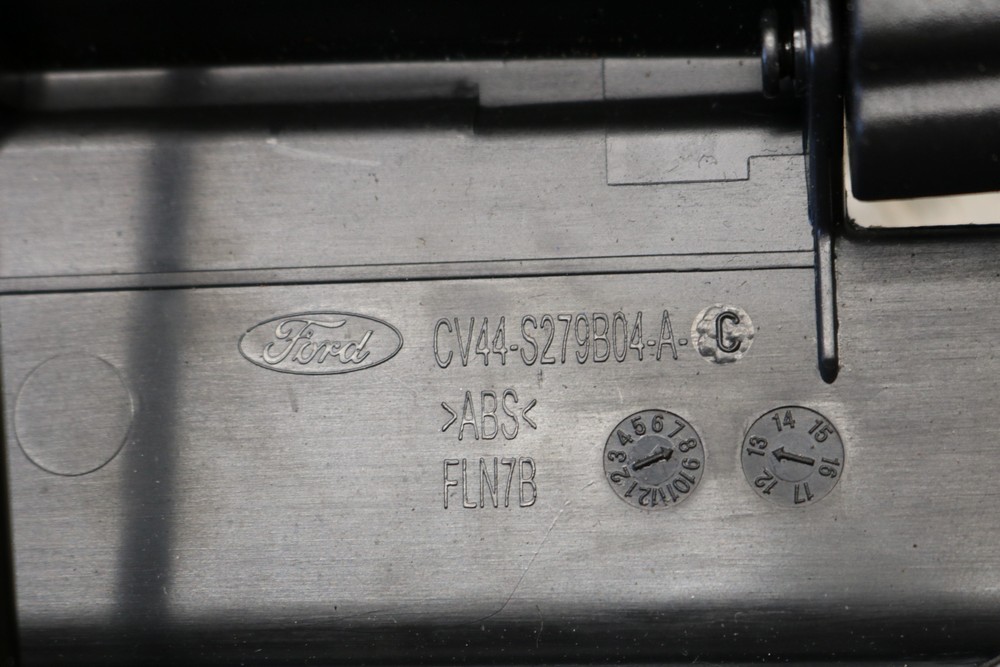 Ford CV44-S279B04-A-C
>ABS<
FLN7B
1 2 3 4 5 6 7 8 9 10 11 12
12 13 14 15 16 17